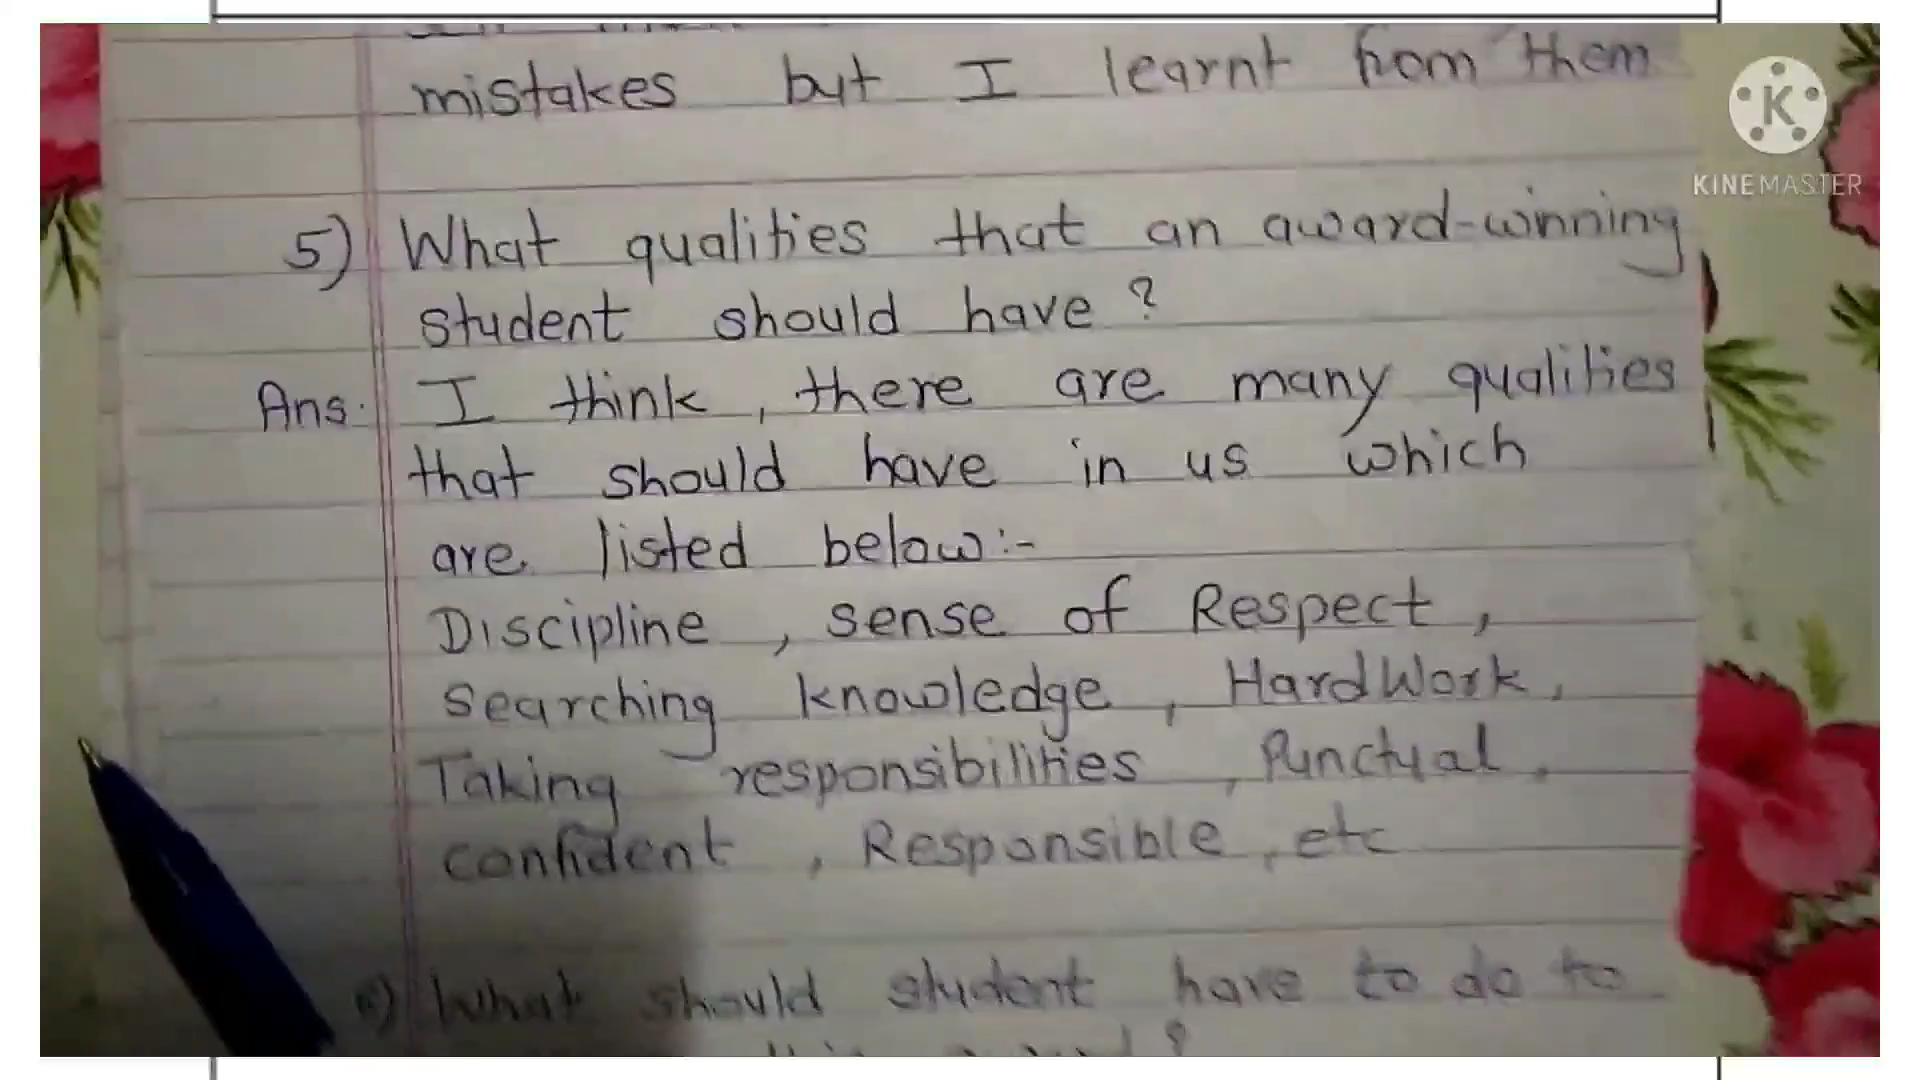 mistakes but I learnt from them
5) What qualities that an award-winning
student should have?
Ans. I think, there are many qualities
that should have in us which
are listed below:-
Discipline, sense of Respect,
searching knowledge, HardWork,
Taking responsibilities, Punctual,
confident, Responsible, etc
6) What should student have to do to
K
KINEMASTER